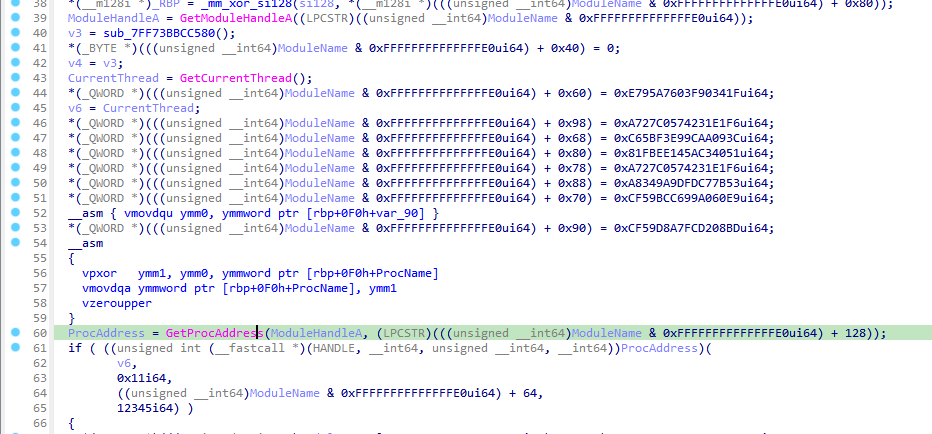 38 *(__m128i *)_RBP = _mm_xor_si128(si128, *(__m128i *)(((unsigned __int64)ModuleName & 0xFFFFFFFFFFFFFFE0ui64) + 0x80));
39 ModuleHandleA = GetModuleHandleA((LPCSTR)((unsigned __int64)ModuleName & 0xFFFFFFFFFFFFFFE0ui64));
40 v3 = sub_7FF73BBCC580();
41 *(_BYTE *)(((unsigned __int64)ModuleName & 0xFFFFFFFFFFFFFFE0ui64) + 0x40) = 0;
42 v4 = v3;
43 CurrentThread = GetCurrentThread();
44 *(_QWORD *)(((unsigned __int64)ModuleName & 0xFFFFFFFFFFFFFFE0ui64) + 0x60) = 0xE795A7603F90341Fui64;
45 v6 = CurrentThread;
46 *(_QWORD *)(((unsigned __int64)ModuleName & 0xFFFFFFFFFFFFFFE0ui64) + 0x98) = 0xA727C0574231E1F6ui64;
47 *(_QWORD *)(((unsigned __int64)ModuleName & 0xFFFFFFFFFFFFFFE0ui64) + 0x68) = 0xC65BF3E99CAA093Cui64;
48 *(_QWORD *)(((unsigned __int64)ModuleName & 0xFFFFFFFFFFFFFFE0ui64) + 0x80) = 0x81FBEE145AC34051ui64;
49 *(_QWORD *)(((unsigned __int64)ModuleName & 0xFFFFFFFFFFFFFFE0ui64) + 0x78) = 0xA727C0574231E1F6ui64;
50 *(_QWORD *)(((unsigned __int64)ModuleName & 0xFFFFFFFFFFFFFFE0ui64) + 0x88) = 0xA8349A9DFDC77B53ui64;
51 *(_QWORD *)(((unsigned __int64)ModuleName & 0xFFFFFFFFFFFFFFE0ui64) + 0x70) = 0xCF59BCC699A060E9ui64;
52 __asm { vmovdqu ymm0, ymmword ptr [rbp+0F0h+var_90] }
53 *(_QWORD *)(((unsigned __int64)ModuleName & 0xFFFFFFFFFFFFFFE0ui64) + 0x90) = 0xCF59D8A7FCD208BDui64;
54 __asm
55 {
56 vpxor ymm1, ymm0, ymmword ptr [rbp+0F0h+ProcName]
57 vmovdqa ymmword ptr [rbp+0F0h+ProcName], ymm1
58 vzeroupper
59 }
60 ProcAddress = GetProcAddress(ModuleHandleA, (LPCSTR)(((unsigned __int64)ModuleName & 0xFFFFFFFFFFFFFFE0ui64) + 128));
61 if ( ((unsigned int (__fastcall *)(HANDLE, __int64, unsigned __int64, __int64))ProcAddress)(
62 v6,
63 0x11i64,
64 ((unsigned __int64)ModuleName & 0xFFFFFFFFFFFFFFE0ui64) + 64,
65 12345i64) )
66 {